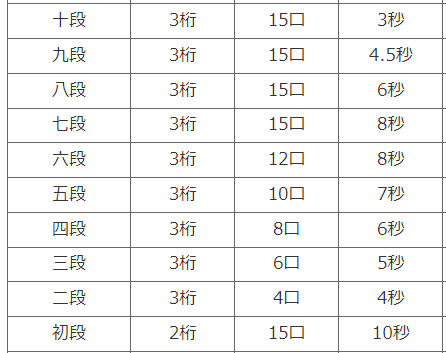 十段 3桁 15口 3秒
九段 3桁 15口 4.5秒
八段 3桁 15口 6秒
七段 3桁 15口 8秒
六段 3桁 12口 8秒
五段 3桁 10口 7秒
四段 3桁 8口 6秒
三段 3桁 6口 5秒
二段 3桁 4口 4秒
初段 2桁 15口 10秒